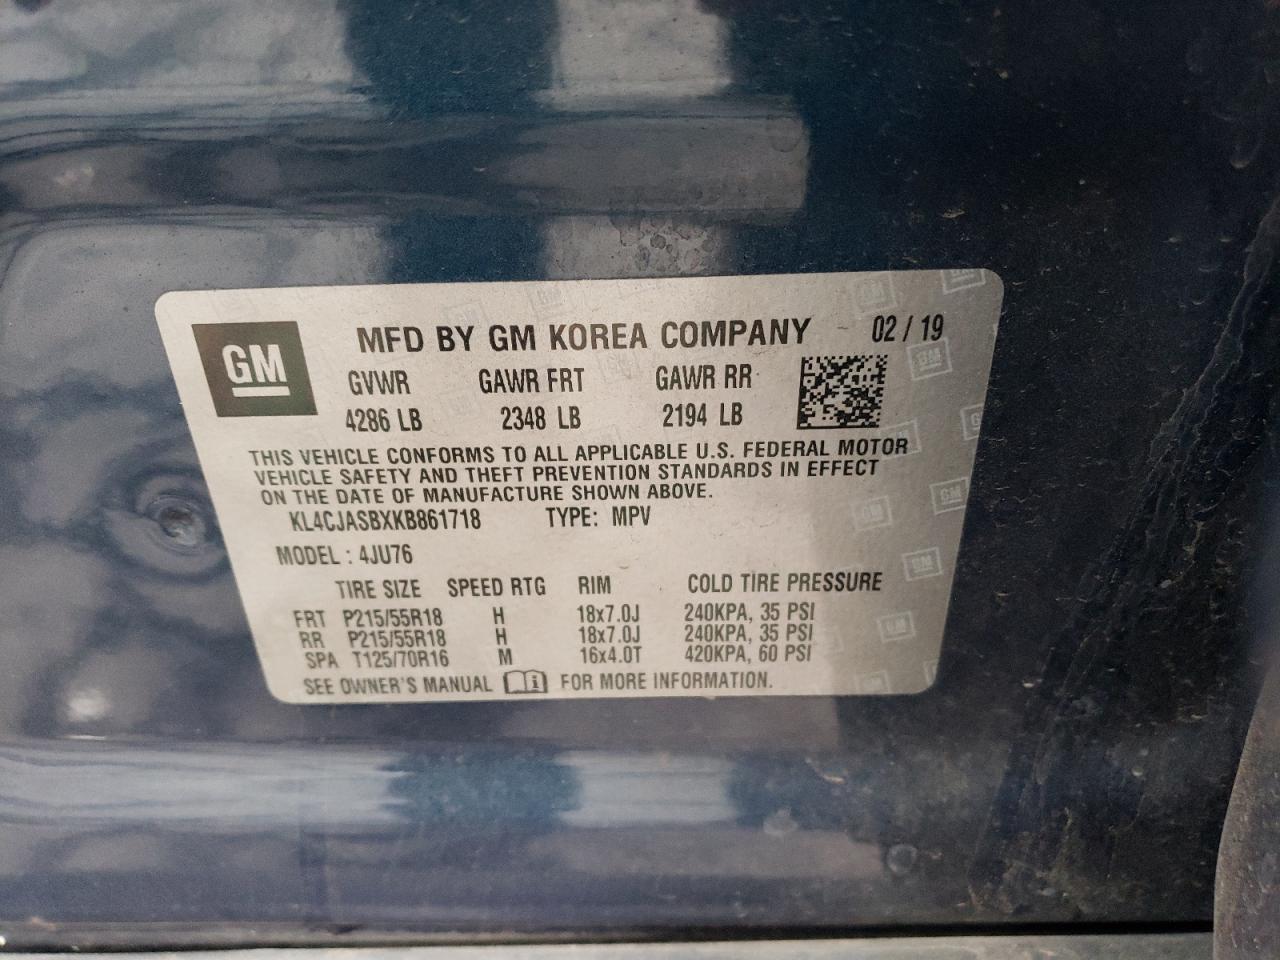 GM
MFD BY GM KOREA COMPANY 02 / 19
GVWR GAWR FRT GAWR RR
4286 LB 2348 LB 2194 LB
THIS VEHICLE CONFORMS TO ALL APPLICABLE U.S. FEDERAL MOTOR
VEHICLE SAFETY AND THEFT PREVENTION STANDARDS IN EFFECT
ON THE DATE OF MANUFACTURE SHOWN ABOVE.
KL4CJASBXKB861718 TYPE: MPV
MODEL : 4JU76
TIRE SIZE SPEED RTG RIM COLD TIRE PRESSURE
FRT P215/55R18 H 18x7.0J 240KPA, 35 PSI
RR P215/55R18 H 18x7.0J 240KPA, 35 PSI
SPA T125/70R16 M 16x4.0T 420KPA, 60 PSI
SEE OWNER'S MANUAL FOR MORE INFORMATION.